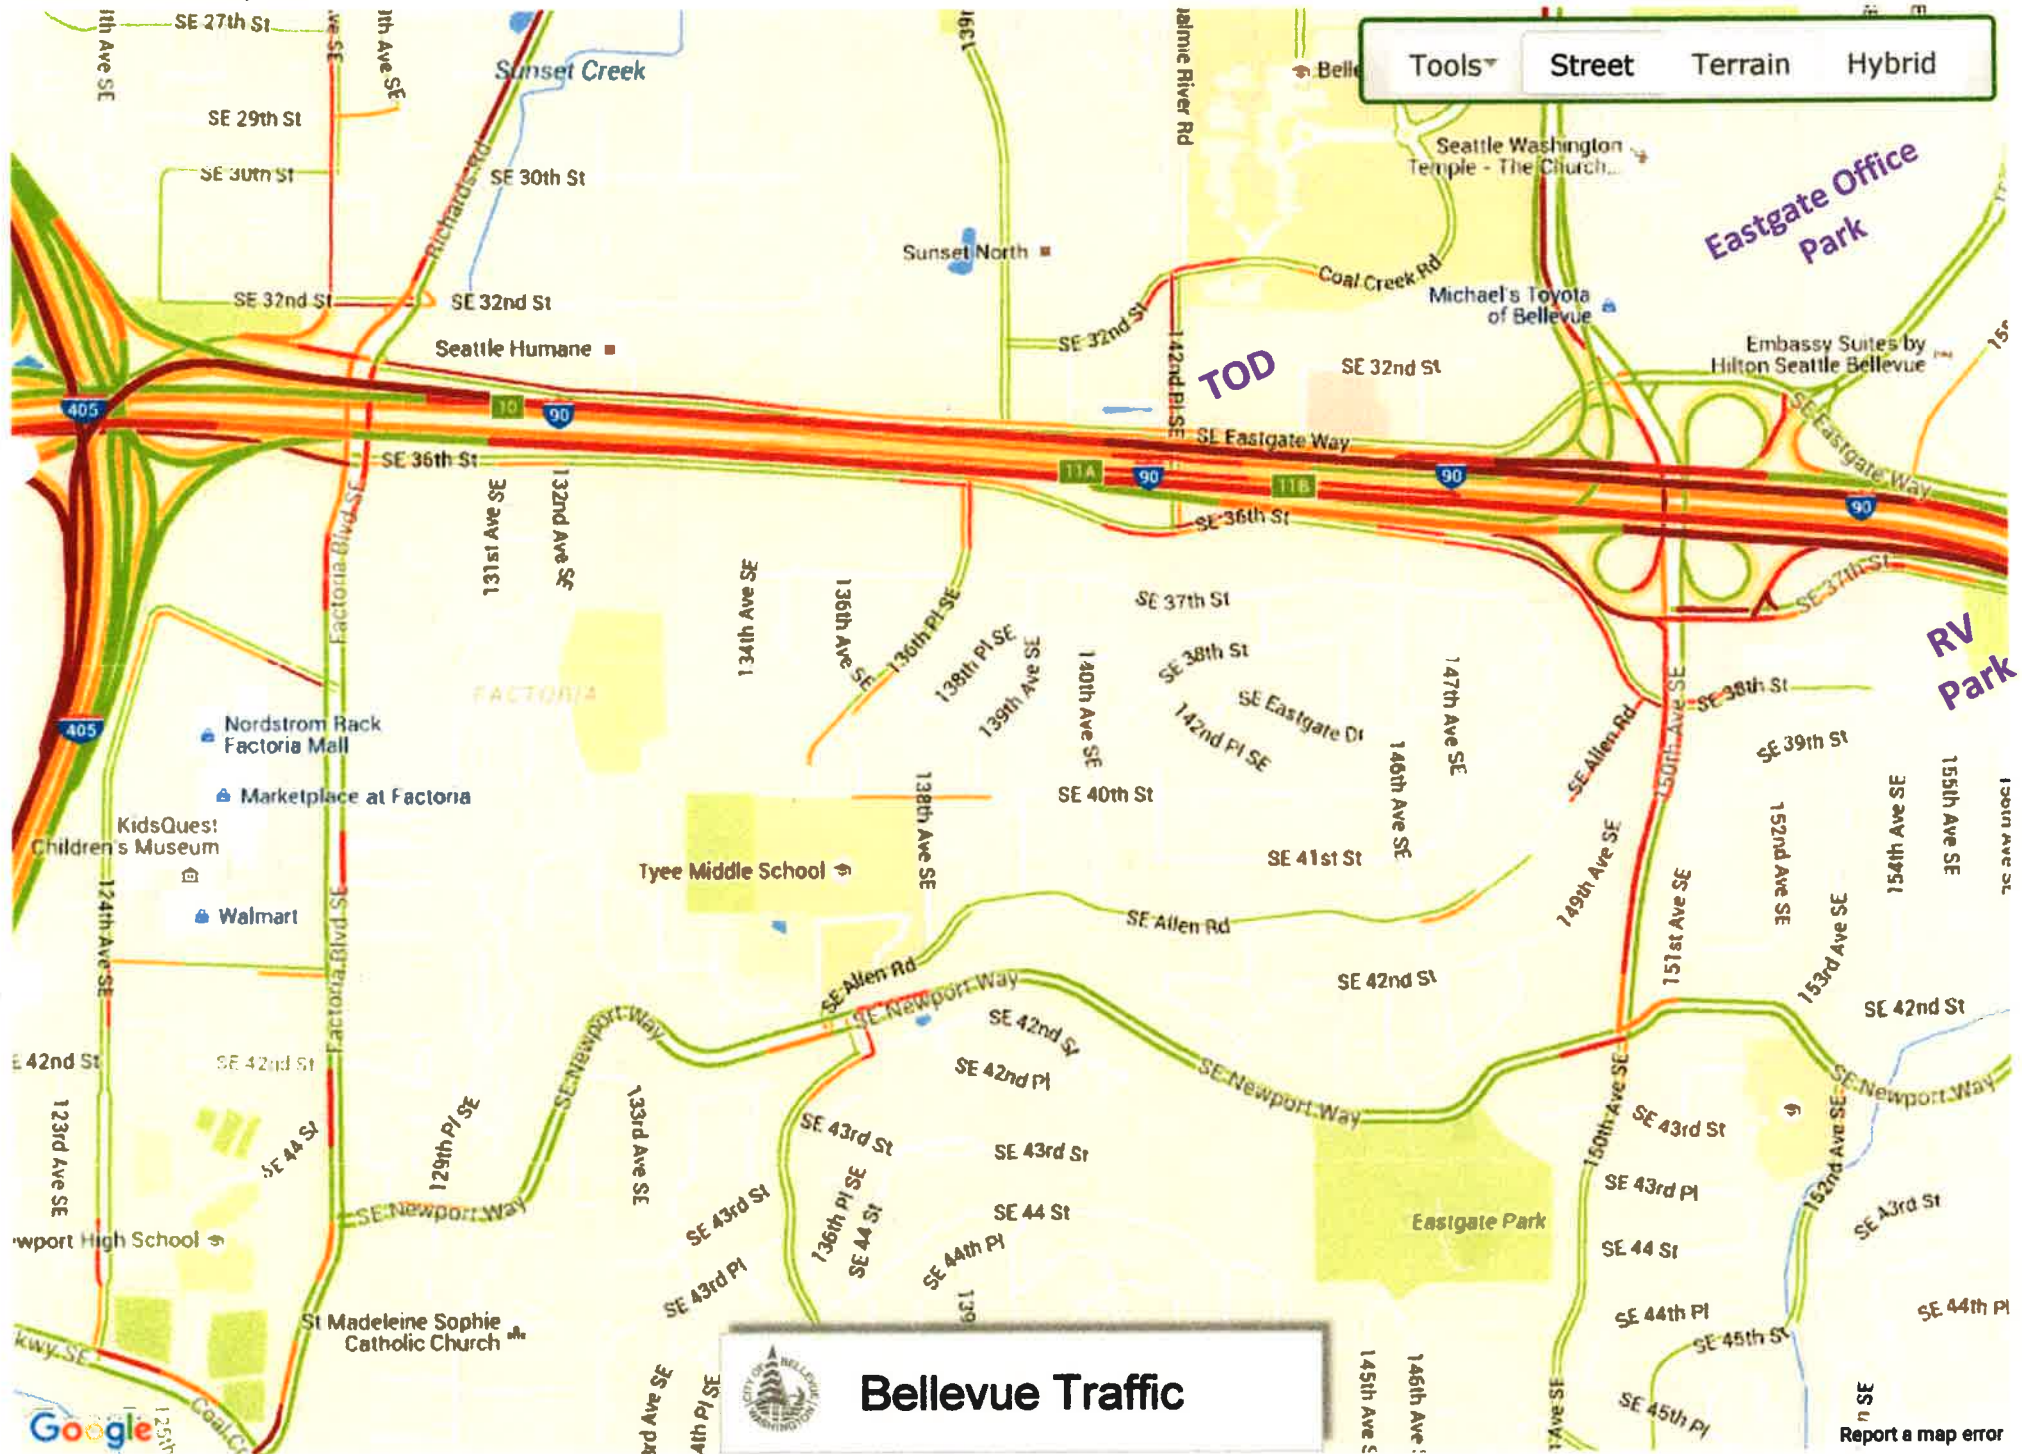 SE 27th St
Sunset Creek
SE 29th St
SE 30th St
SE 30th St
Richards Rd
SE 32nd St
SE 32nd St
Seattle Humane
Sunset North
SE 32nd St
Coal Creek Rd
142nd Pl SE
TOD
SE 32nd St
Tools
Street
Terrain
Hybrid
Seattle Washington
Temple - The Church...
Eastgate Office
Park
Michael's Toyota
of Bellevue
Embassy Suites by
Hilton Seattle Bellevue
405
10
90
SE Eastgate Way
SE Eastgate Way
11A
90
11B
90
90
SE 36th St
SE 36th St
Factoria Blvd SE
131st Ave SE
132nd Ave SE
134th Ave SE
136th Ave SE
136th Pl SE
138th Pl SE
139th Ave SE
140th Ave SE
SE 37th St
SE 37th St
SE 38th St
SE Eastgate Dr
142nd Pl SE
147th Ave SE
146th Ave SE
SE Allen Rd
150th Ave SE
SE 38th St
SE 39th St
RV
Park
FACTORIA
405
Nordstrom Rack
Factoria Mall
Marketplace at Factoria
KidsQuest
Children's Museum
Walmart
124th Ave SE
Factoria Blvd SE
Tyee Middle School
138th Ave SE
SE 40th St
SE 41st St
SE Allen Rd
SE Allen Rd
149th Ave SE
151st Ave SE
152nd Ave SE
153rd Ave SE
154th Ave SE
155th Ave SE
SE 42nd St
SE 42nd St
SE Newport Way
SE Newport Way
SE Newport Way
SE Newport Way
SE Newport Way
SE 42nd St
SE 42nd Pl
SE 42nd St
42nd St
123rd Ave SE
SE 44 St
129th Pl SE
133rd Ave SE
SE 43rd St
SE 43rd St
SE 43rd St
SE 43rd Pl
136th Pl SE
SE 44 St
SE 44 St
SE 44th Pl
Eastgate Park
150th Ave SE
SE 43rd St
SE 43rd Pl
SE 44 St
SE 44th Pl
152nd Ave SE
SE 43rd St
SE 44th Pl
SE 45th St
SE 45th Pl
High School
St Madeleine Sophie
Catholic Church
Google
CITY OF BELLEVUE
WASHINGTON
Bellevue Traffic
Report a map error